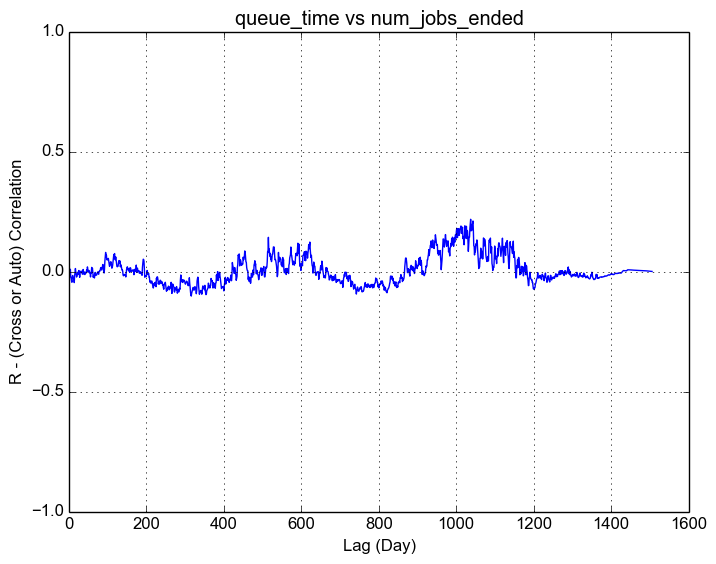 queue_time vs num_jobs_ended
R - (Cross or Auto) Correlation
1.0
0.5
0.0
−0.5
−1.0
0 200 400 600 800 1000 1200 1400 1600
Lag (Day)